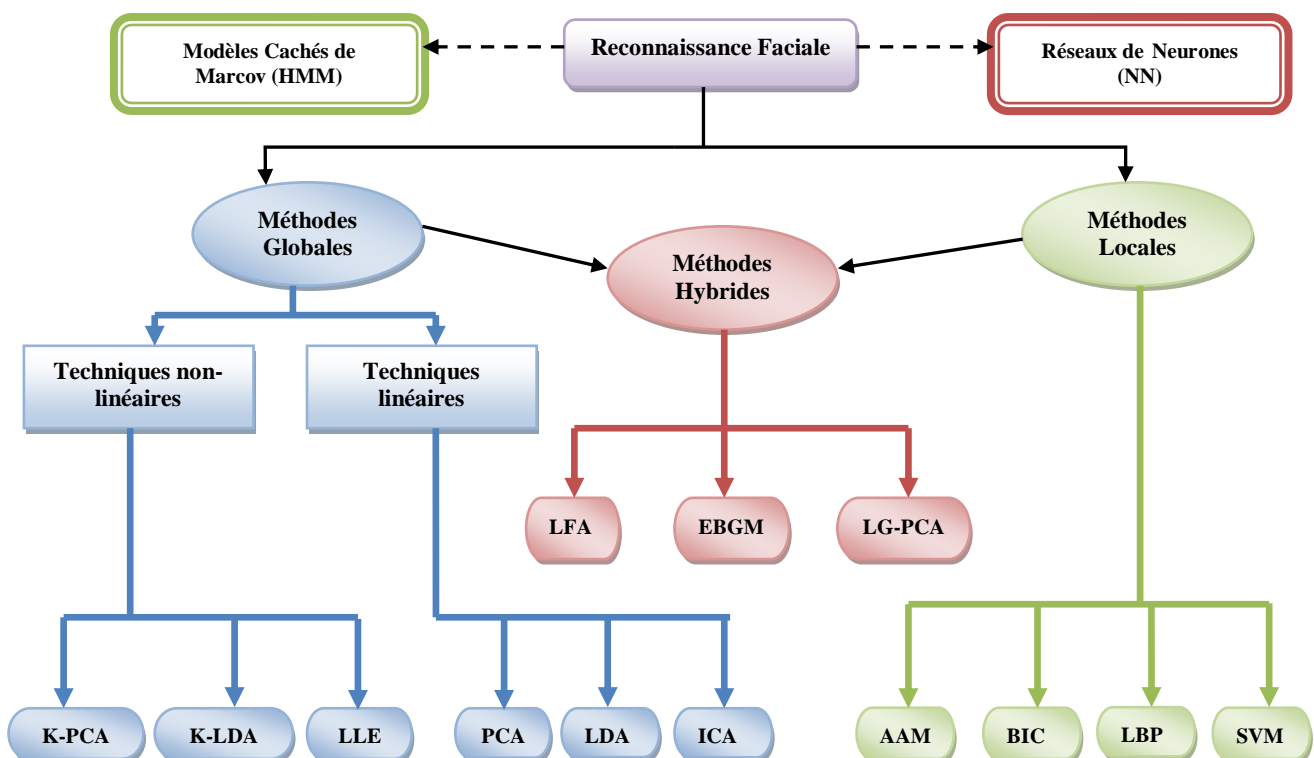 Modèles Cachés de
Marcov (HMM)
Reconnaissance Faciale
Réseaux de Neurones
(NN)
Méthodes
Globales
Méthodes
Hybrides
Méthodes
Locales
Techniques non-
linéaires
Techniques
linéaires
LFA
EBGM
LG-PCA
K-PCA
K-LDA
LLE
PCA
LDA
ICA
AAM
BIC
LBP
SVM